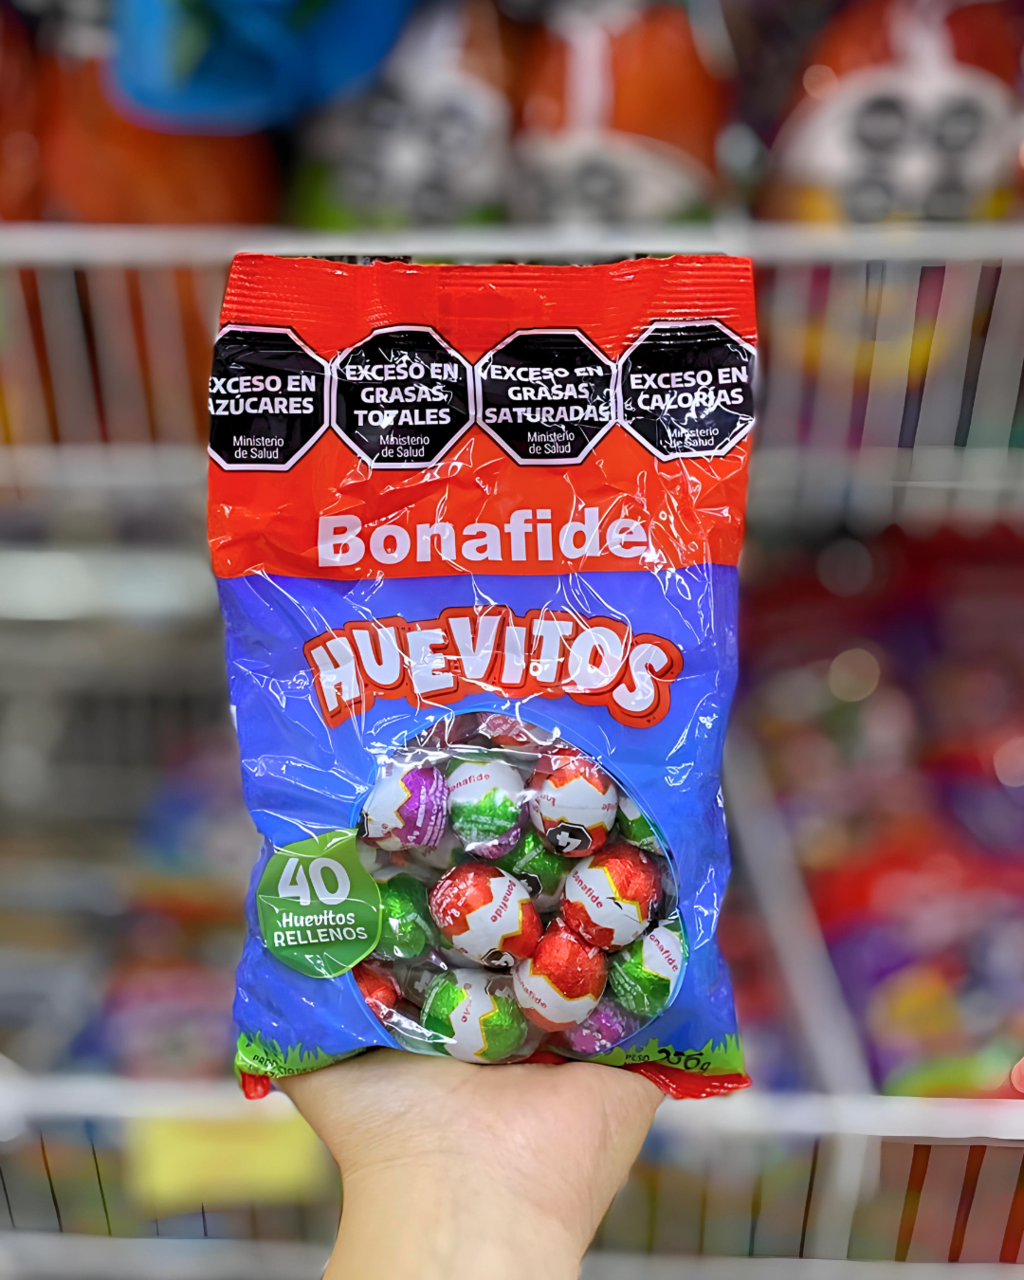 EXCESO EN
AZÚCARES
Ministerio
de Salud
EXCESO EN
GRASAS
TOTALES
Ministerio
de Salud
EXCESO EN
GRASAS
SATURADAS
Ministerio
de Salud
EXCESO EN
CALORÍAS
Ministerio
de Salud
Bonafide
HUEVITOS
Bonafide
Bonafide
Bonafide
Bonafide
Bonafide
40
Huevitos
RELLENOS
PESO